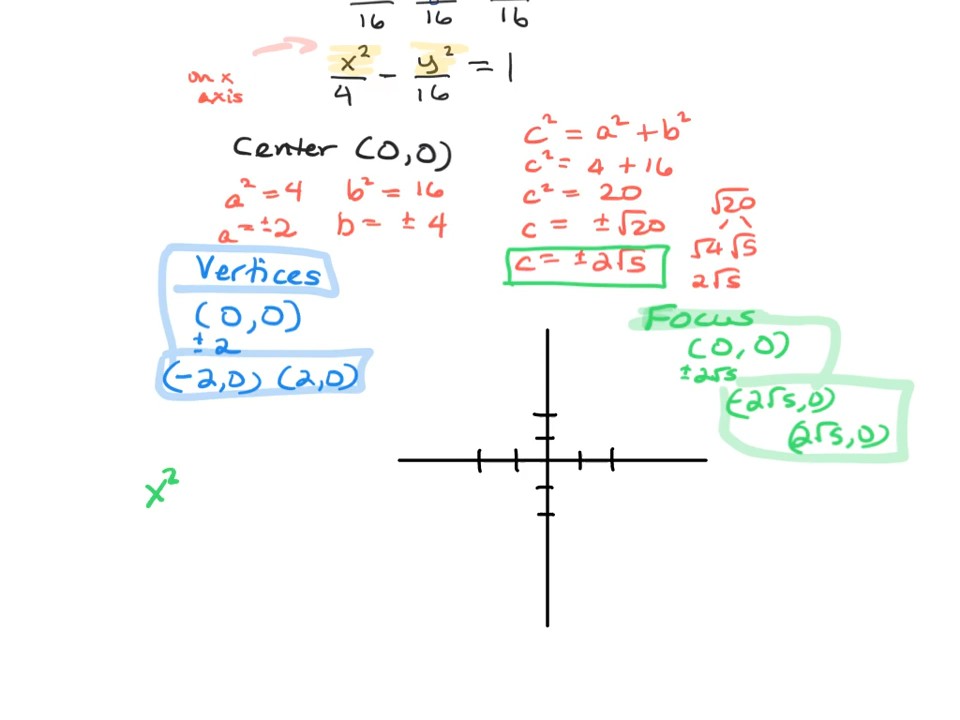 16 16 16
x²/4 - y²/16 = 1
on x
axis
Center (0,0)
a² = 4 b² = 16
a = ±2 b = ± 4
c² = a² + b²
c² = 4 + 16
c² = 20
c = ±√20
c = ±2√5
√20
√4 √5
2√5
Vertices
(0,0)
± 2
(-2,0) (2,0)
Focus
(0,0)
±2√5
(-2√5,0)
(2√5,0)
x²